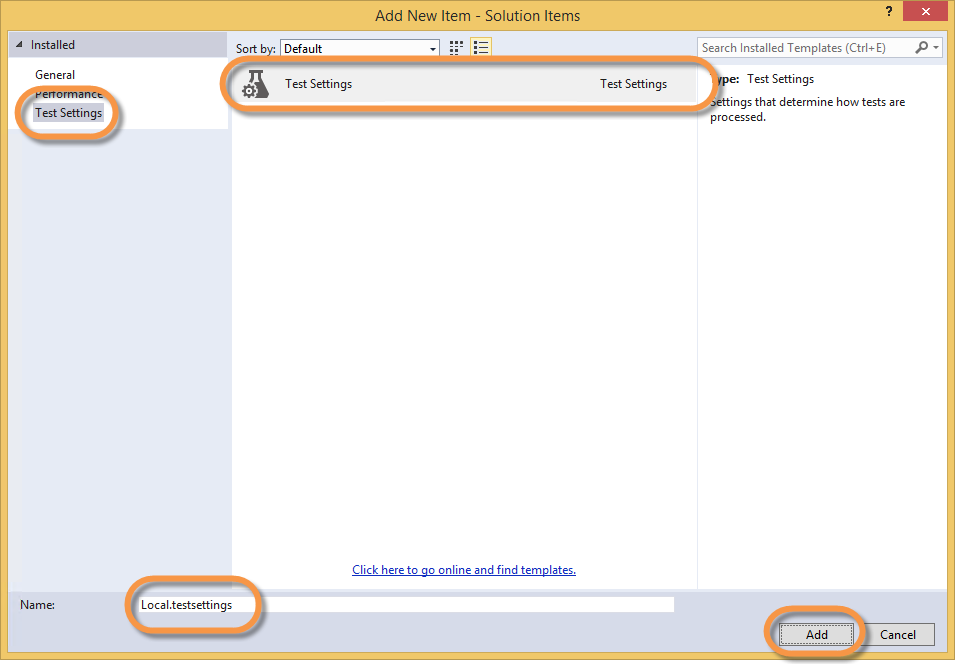 Add New Item - Solution Items
?
Installed
Sort by: Default
Search Installed Templates (Ctrl+E)
General
Performance
Test Settings
Test Settings Test Settings
Type: Test Settings
Settings that determine how tests are
processed.
Click here to go online and find templates.
Name: Local.testsettings
Add Cancel